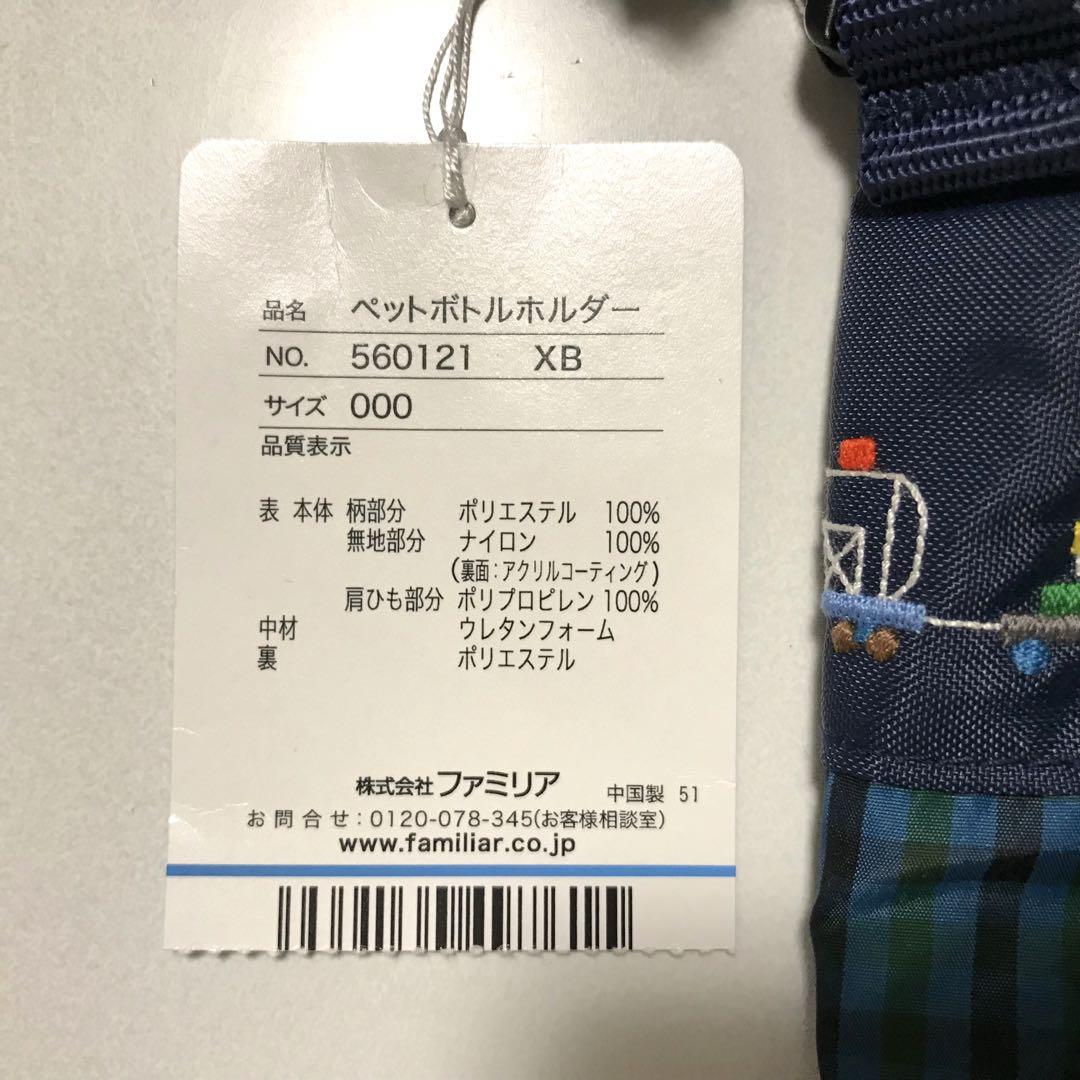 品名 ペットボトルホルダー
NO. 560121 XB
サイズ 000
品質表示
表 本体 柄部分 ポリエステル 100%
無地部分 ナイロン 100%
(裏面:アクリルコーティング)
肩ひも部分 ポリプロピレン 100%
中材 ウレタンフォーム
裏 ポリエステル
株式会社 ファミリア 中国製 51
お問合せ:0120-078-345(お客様相談室)
www.familiar.co.jp